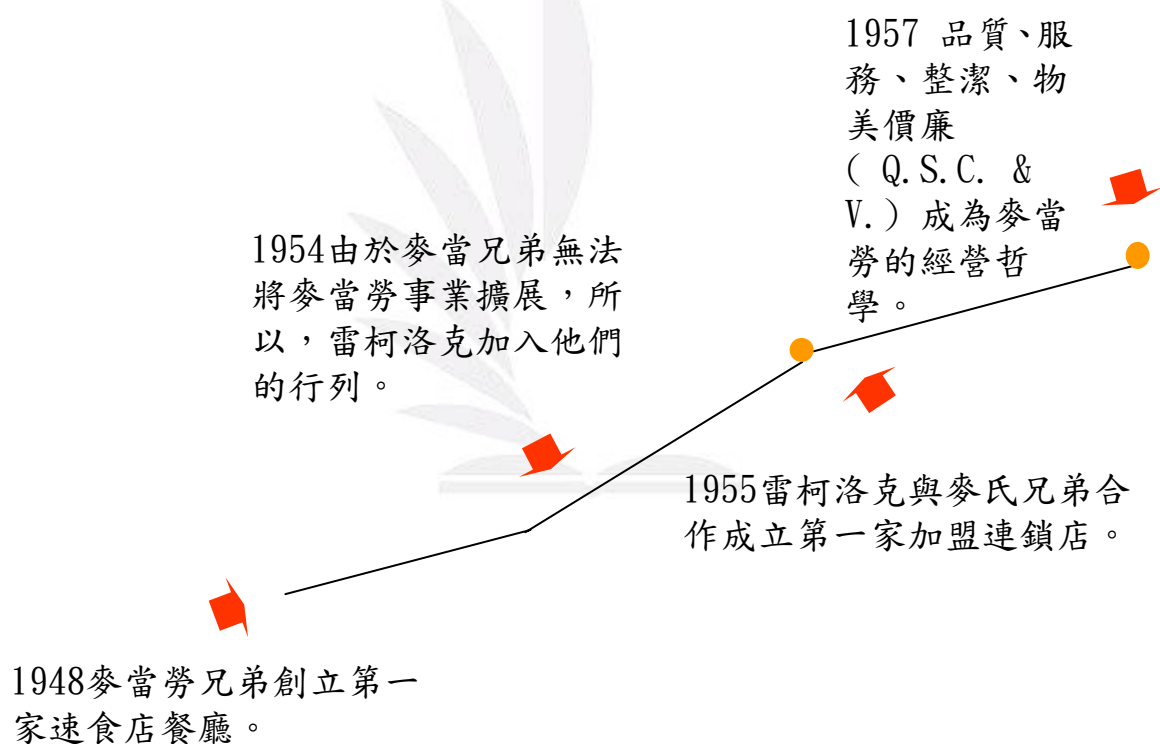 1957 品質、服
務、整潔、物
美價廉
( Q.S.C. &
V.) 成為麥當
勞的經營哲
學。
1954由於麥當兄弟無法
將麥當勞事業擴展，所
以，雷柯洛克加入他們
的行列。
1955雷柯洛克與麥氏兄弟合
作成立第一家加盟連鎖店。
1948麥當勞兄弟創立第一
家速食店餐廳。